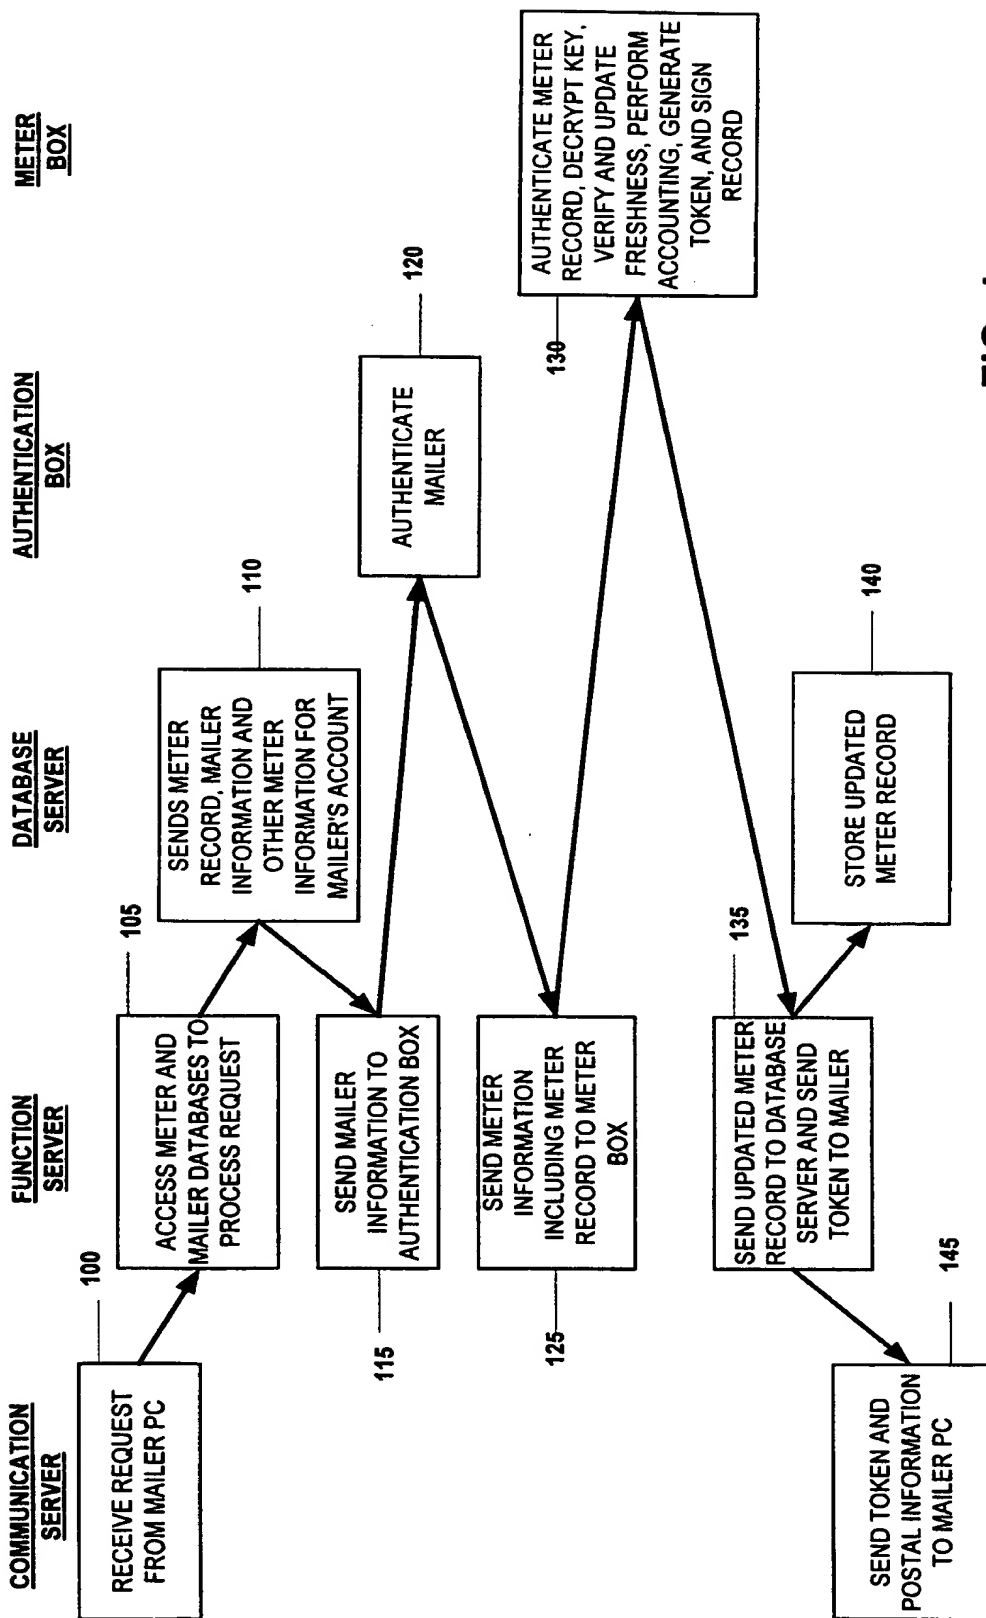 COMMUNICATION
SERVER
FUNCTION
SERVER
DATABASE
SERVER
AUTHENTICATION
BOX
METER
BOX
100
RECEIVE REQUEST
FROM MAILER PC
105
ACCESS METER AND
MAILER DATABASES TO
PROCESS REQUEST
110
SENDS METER
RECORD, MAILER
INFORMATION AND
OTHER METER
INFORMATION FOR
MAILER'S ACCOUNT
115
SEND MAILER
INFORMATION TO
AUTHENTICATION BOX
120
AUTHENTICATE
MAILER
125
SEND METER
INFORMATION
INCLUDING METER
RECORD TO METER
BOX
130
AUTHENTICATE METER
RECORD, DECRYPT KEY,
VERIFY AND UPDATE
FRESHNESS, PERFORM
ACCOUNTING, GENERATE
TOKEN, AND SIGN
RECORD
135
SEND UPDATED METER
RECORD TO DATABASE
SERVER AND SEND
TOKEN TO MAILER
140
STORE UPDATED
METER RECORD
145
SEND TOKEN AND
POSTAL INFORMATION
TO MAILER PC